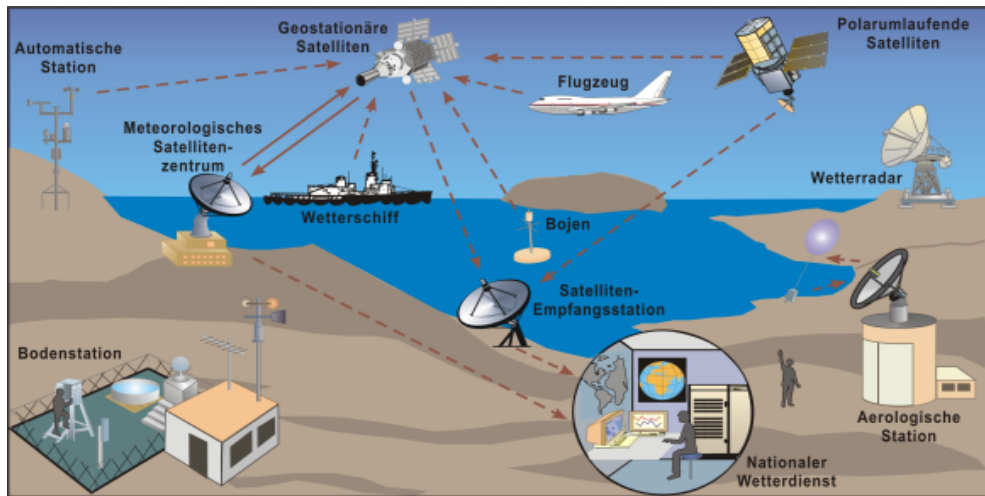 Automatische
Station
Geostationäre
Satelliten
Polarumlaufende
Satelliten
Flugzeug
Meteorologisches
Satelliten-
zentrum
Wetterschiff
Bojen
Wetterradar
Satelliten-
Empfangsstation
Bodenstation
Aerologische
Station
Nationaler
Wetterdienst